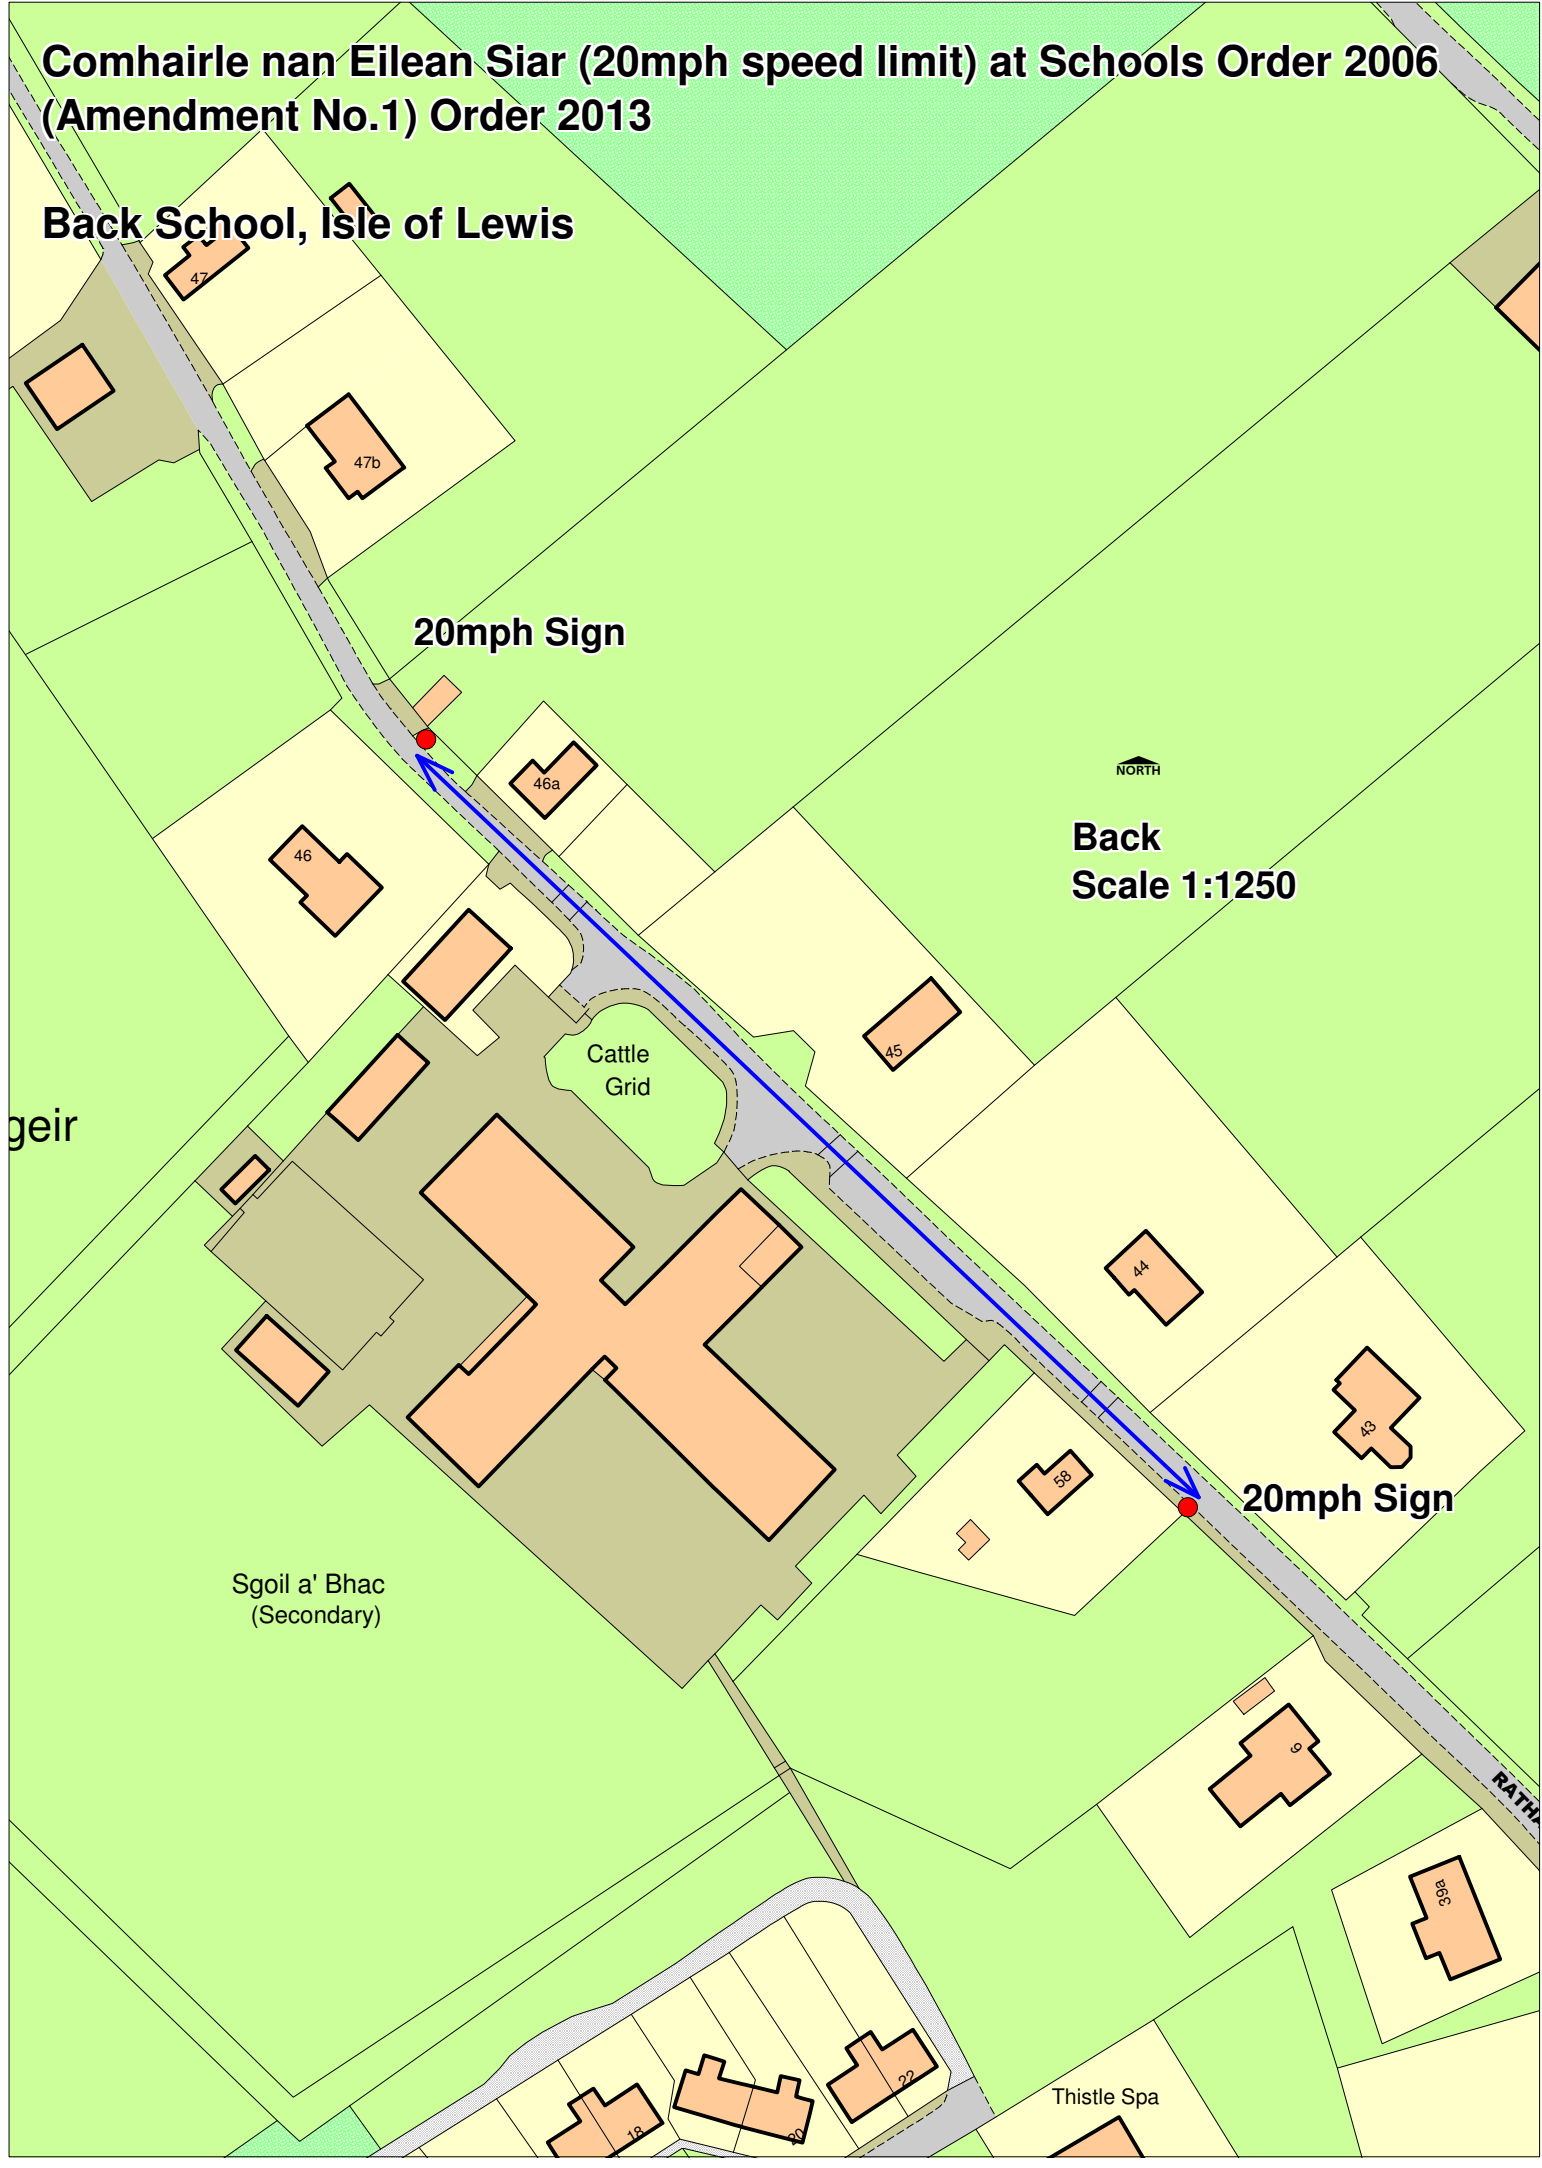 Comhairle nan Eilean Siar (20mph speed limit) at Schools Order 2006
(Amendment No.1) Order 2013
Back School, Isle of Lewis
47
47b
20mph Sign
46a
NORTH
Back
Scale 1:1250
46
45
Cattle
Grid
geir
44
43
58
20mph Sign
Sgoil a' Bhac
(Secondary)
9
RATHA
39a
22
Thistle Spa
18
20